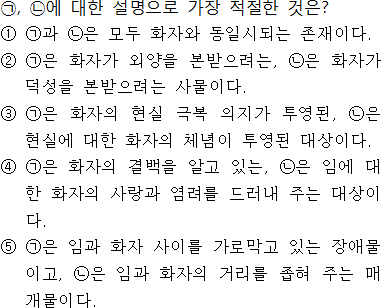 ㉠, ㉡에 대한 설명으로 가장 적절한 것은?
① ㉠과 ㉡은 모두 화자와 동일시되는 존재이다.
② ㉠은 화자가 외양을 본받으려는, ㉡은 화자가
덕성을 본받으려는 사물이다.
③ ㉠은 화자의 현실 극복 의지가 투영된, ㉡은
현실에 대한 화자의 체념이 투영된 대상이다.
④ ㉠은 화자의 결백을 알고 있는, ㉡은 임에 대
한 화자의 사랑과 염려를 드러내 주는 대상이
다.
⑤ ㉠은 임과 화자 사이를 가로막고 있는 장애물
이고, ㉡은 임과 화자의 거리를 좁혀 주는 매
개물이다.